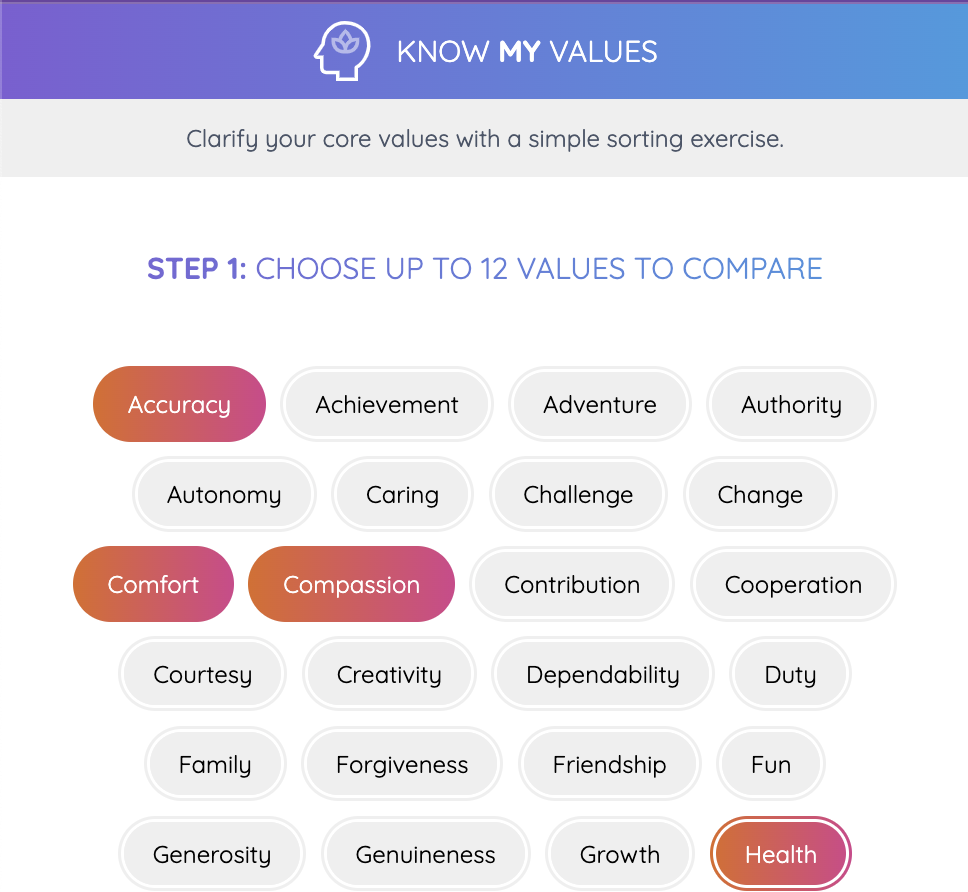 KNOW MY VALUES
Clarify your core values with a simple sorting exercise.
STEP 1: CHOOSE UP TO 12 VALUES TO COMPARE
Accuracy Achievement Adventure Authority
Autonomy Caring Challenge Change
Comfort Compassion Contribution Cooperation
Courtesy Creativity Dependability Duty
Family Forgiveness Friendship Fun
Generosity Genuineness Growth Health